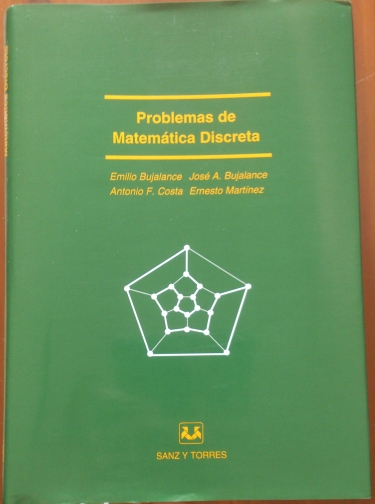 Problemas de
Matemática Discreta
Emilio Bujalance José A. Bujalance
Antonio F. Costa Ernesto Martínez
SANZ Y TORRES